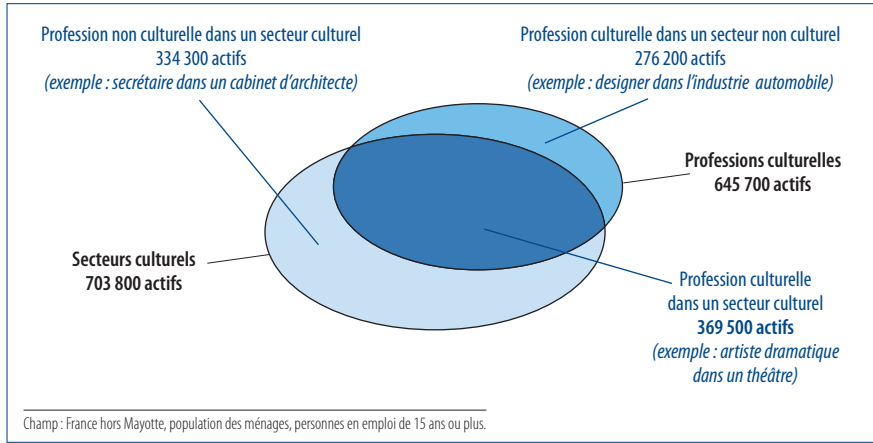 Profession non culturelle dans un secteur culturel
334 300 actifs
(exemple : secrétaire dans un cabinet d'architecte)
Profession culturelle dans un secteur non culturel
276 200 actifs
(exemple : designer dans l'industrie automobile)
Professions culturelles
645 700 actifs
Secteurs culturels
703 800 actifs
Profession culturelle
dans un secteur culturel
369 500 actifs
(exemple : artiste dramatique
dans un théâtre)
Champ : France hors Mayotte, population des ménages, personnes en emploi de 15 ans ou plus.